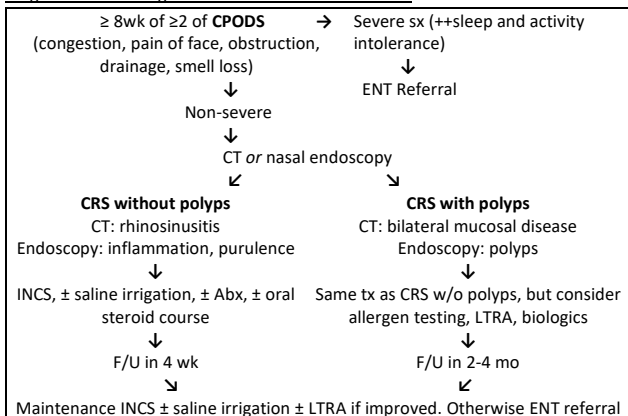 ≥ 8wk of ≥2 of CPODS → Severe sx (++sleep and activity
(congestion, pain of face, obstruction, intolerance)
drainage, smell loss) ↓
↓ ENT Referral
Non-severe
↓
CT or nasal endoscopy
↙ ↘
CRS without polyps CRS with polyps
CT: rhinosinusitis CT: bilateral mucosal disease
Endoscopy: inflammation, purulence Endoscopy: polyps
↓ ↓
INCS, ± saline irrigation, ± Abx, ± oral Same tx as CRS w/o polyps, but consider
steroid course allergen testing, LTRA, biologics
↓ ↓
F/U in 4 wk F/U in 2-4 mo
↘ ↙
Maintenance INCS ± saline irrigation ± LTRA if improved. Otherwise ENT referral